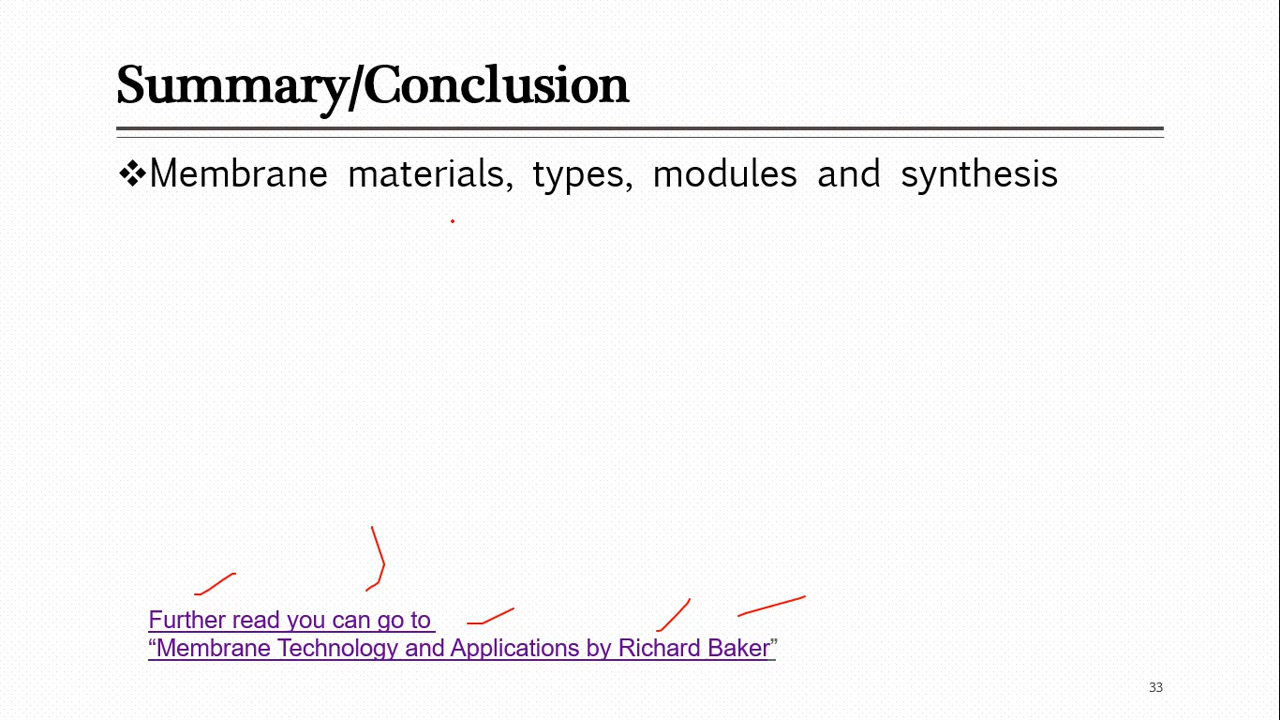 Summary/Conclusion
❖Membrane materials, types, modules and synthesis
Further read you can go to
“Membrane Technology and Applications by Richard Baker”
33